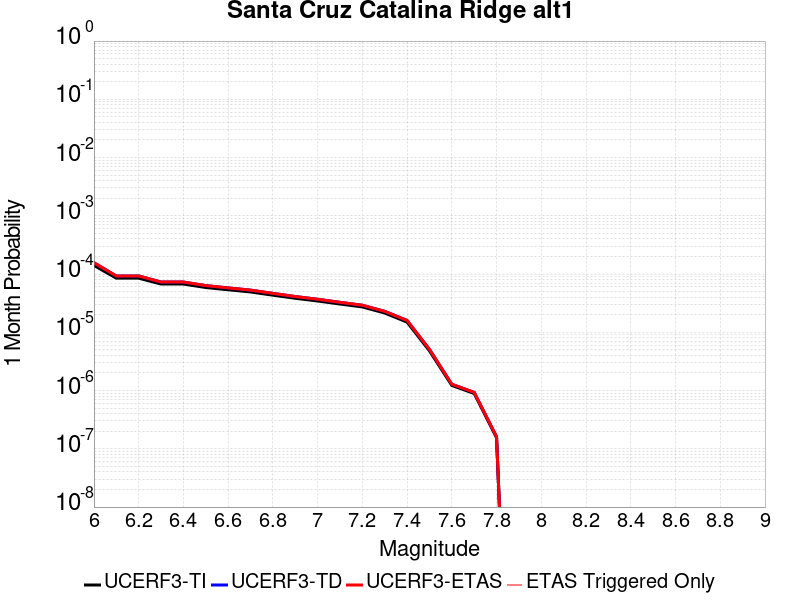 Santa Cruz Catalina Ridge alt1
10^0
10^-1
10^-2
10^-3
10^-4
10^-5
10^-6
10^-7
10^-8
1 Month Probability
6 6.2 6.4 6.6 6.8 7 7.2 7.4 7.6 7.8 8 8.2 8.4 8.6 8.8 9
Magnitude
UCERF3-TI UCERF3-TD UCERF3-ETAS ETAS Triggered Only